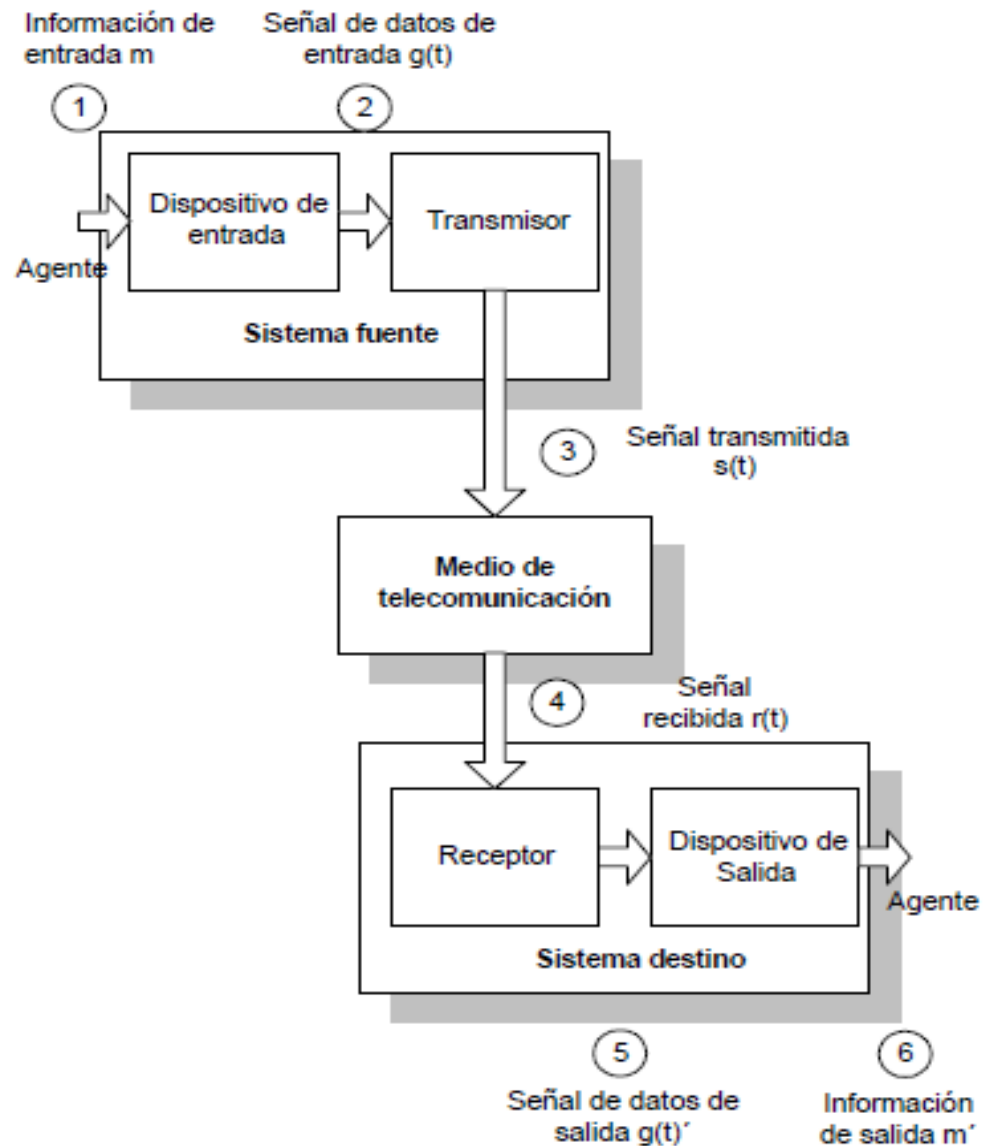 Información de
entrada m
Señal de datos de
entrada g(t)
1
2
Dispositivo de
entrada
Transmisor
Agente
Sistema fuente
3
Señal transmitida
s(t)
Medio de
telecomunicación
4
Señal
recibida r(t)
Receptor
Dispositivo de
Salida
Agente
Sistema destino
5
6
Señal de datos de
salida g(t)´
Información
de salida m´